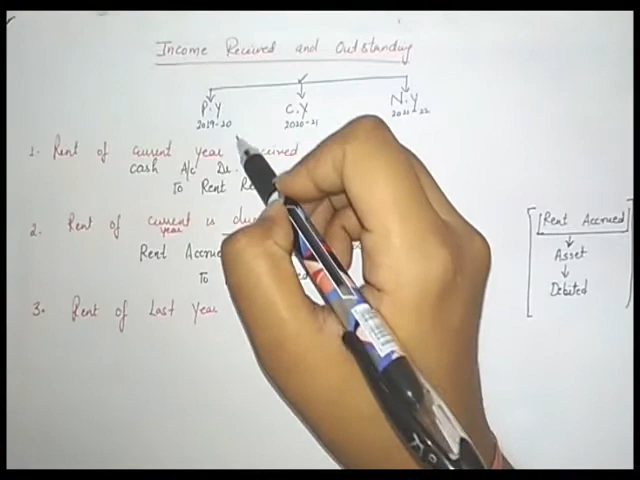 Income Received and Outstanding
P.Y C.Y N.Y
2019-20 2020-21 2021-22
1. Rent of current year received
cash A/c Dr.
To Rent
2. Rent of current year is
Rent
To
3. Rent of Last year
Rent Accrued
Asset
Debited